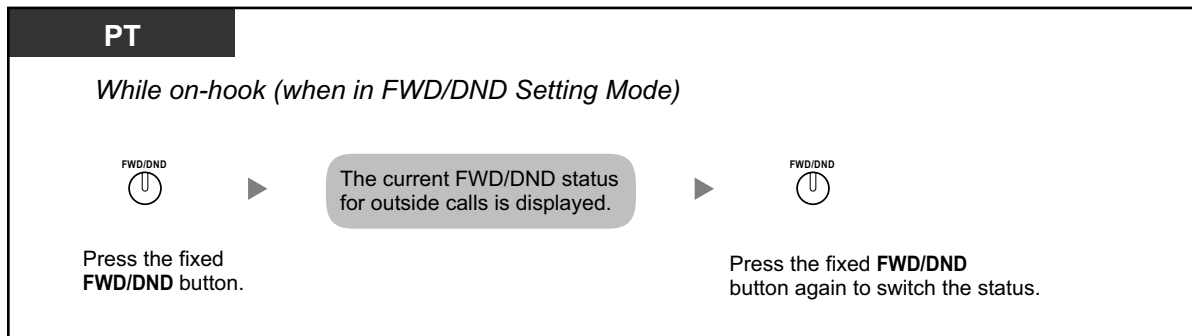 PT
While on-hook (when in FWD/DND Setting Mode)
FWD/DND
The current FWD/DND status
for outside calls is displayed.
FWD/DND
Press the fixed
FWD/DND button.
Press the fixed FWD/DND
button again to switch the status.